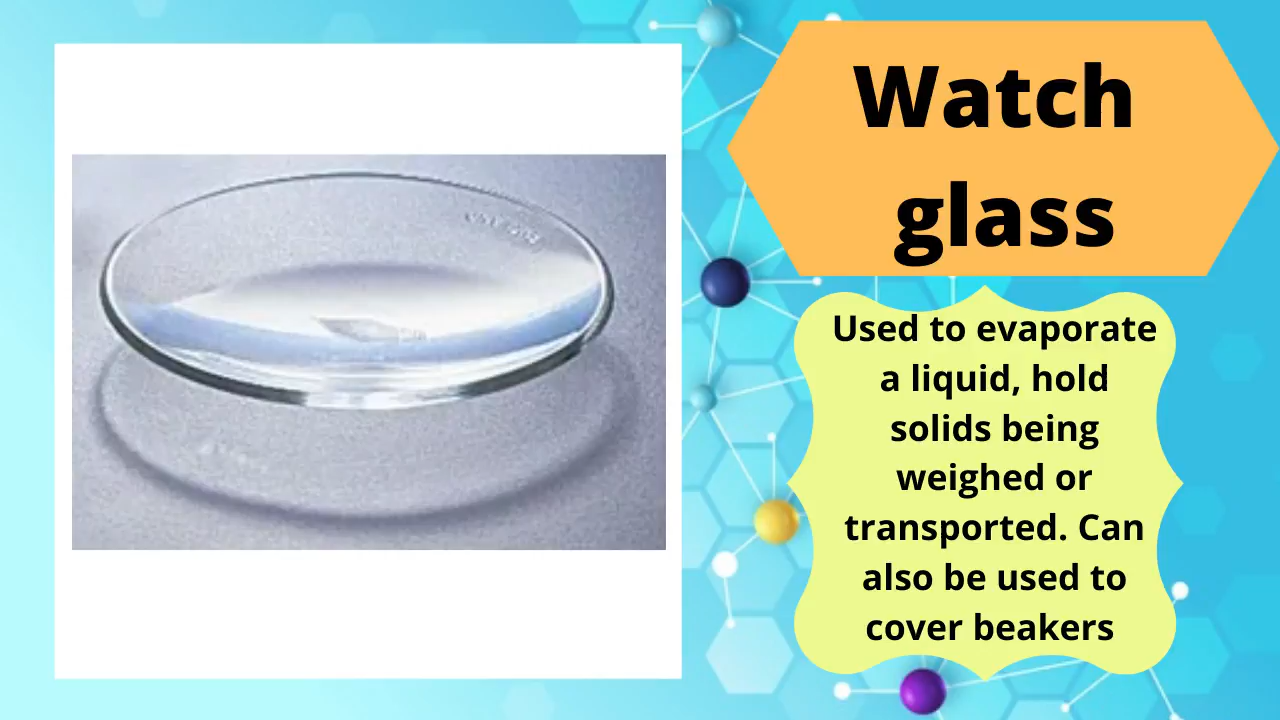 Watch
glass
Used to evaporate
a liquid, hold
solids being
weighed or
transported. Can
also be used to
cover beakers